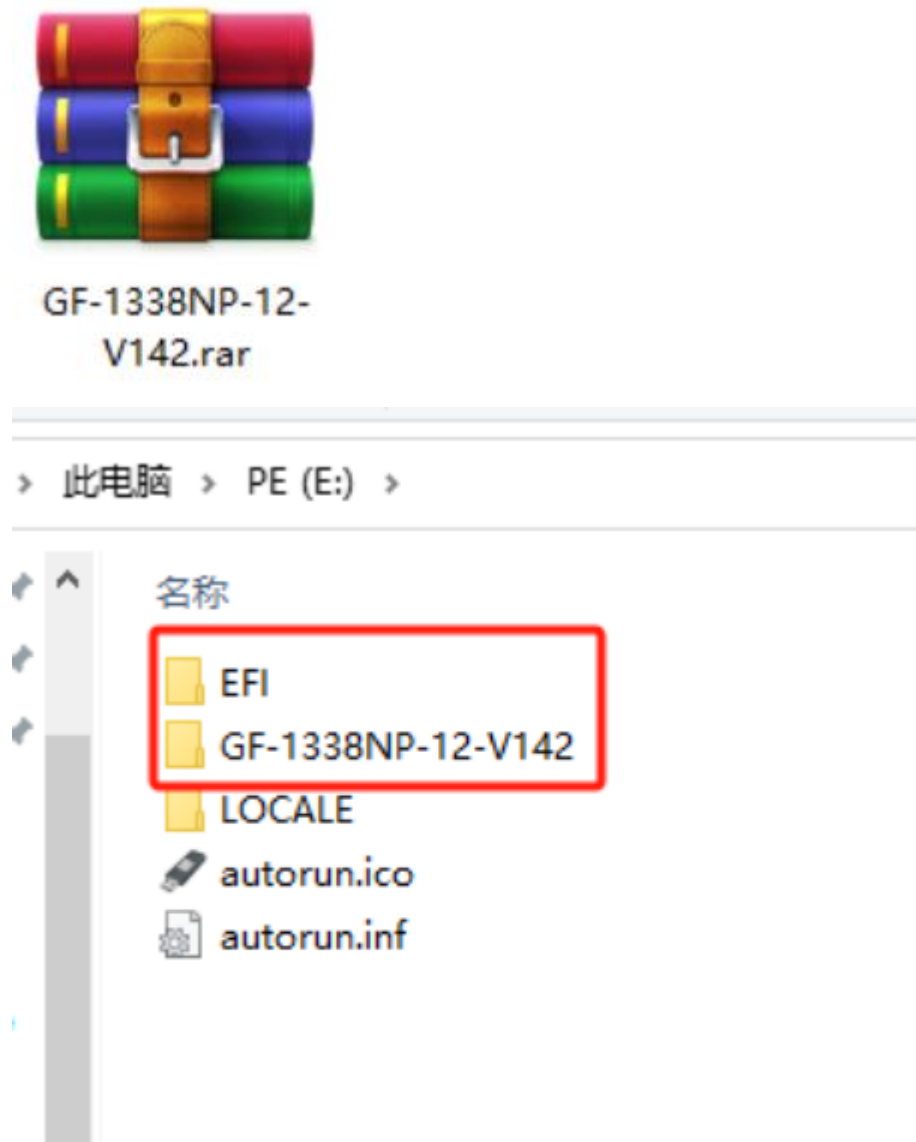 GF-1338NP-12-
V142.rar
> 此电脑 > PE (E:) >
名称
EFI
GF-1338NP-12-V142
LOCALE
autorun.ico
autorun.inf